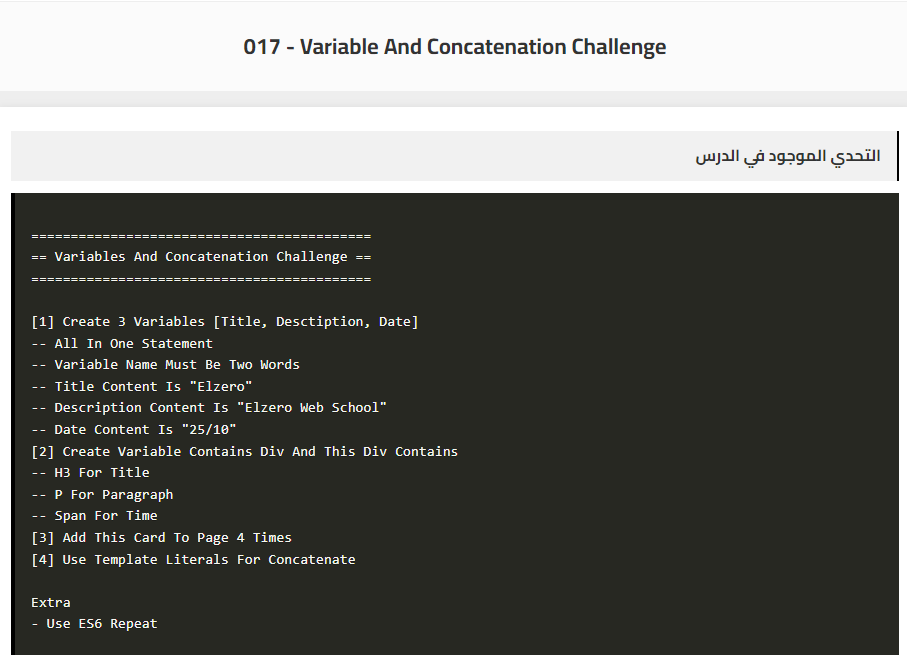 017 - Variable And Concatenation Challenge
التحدي الموجود في الدرس
===========================================
== Variables And Concatenation Challenge ==
===========================================
[1] Create 3 Variables [Title, Desctiption, Date]
-- All In One Statement
-- Variable Name Must Be Two Words
-- Title Content Is "Elzero"
-- Description Content Is "Elzero Web School"
-- Date Content Is "25/10"
[2] Create Variable Contains Div And This Div Contains
-- H3 For Title
-- P For Paragraph
-- Span For Time
[3] Add This Card To Page 4 Times
[4] Use Template Literals For Concatenate
Extra
- Use ES6 Repeat